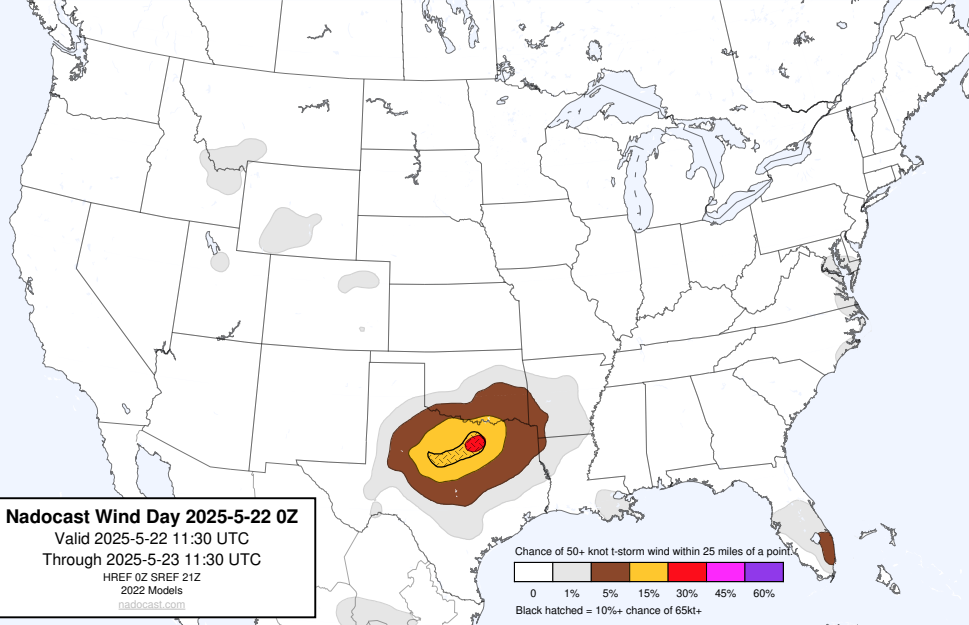 Nadocast Wind Day 2025-5-22 0Z
Valid 2025-5-22 11:30 UTC
Through 2025-5-23 11:30 UTC
HREF 0Z SREF 21Z
2022 Models
nadocast.com
Chance of 50+ knot t-storm wind within 25 miles of a point.
0 1% 5% 15% 30% 45% 60%
Black hatched = 10%+ chance of 65kt+